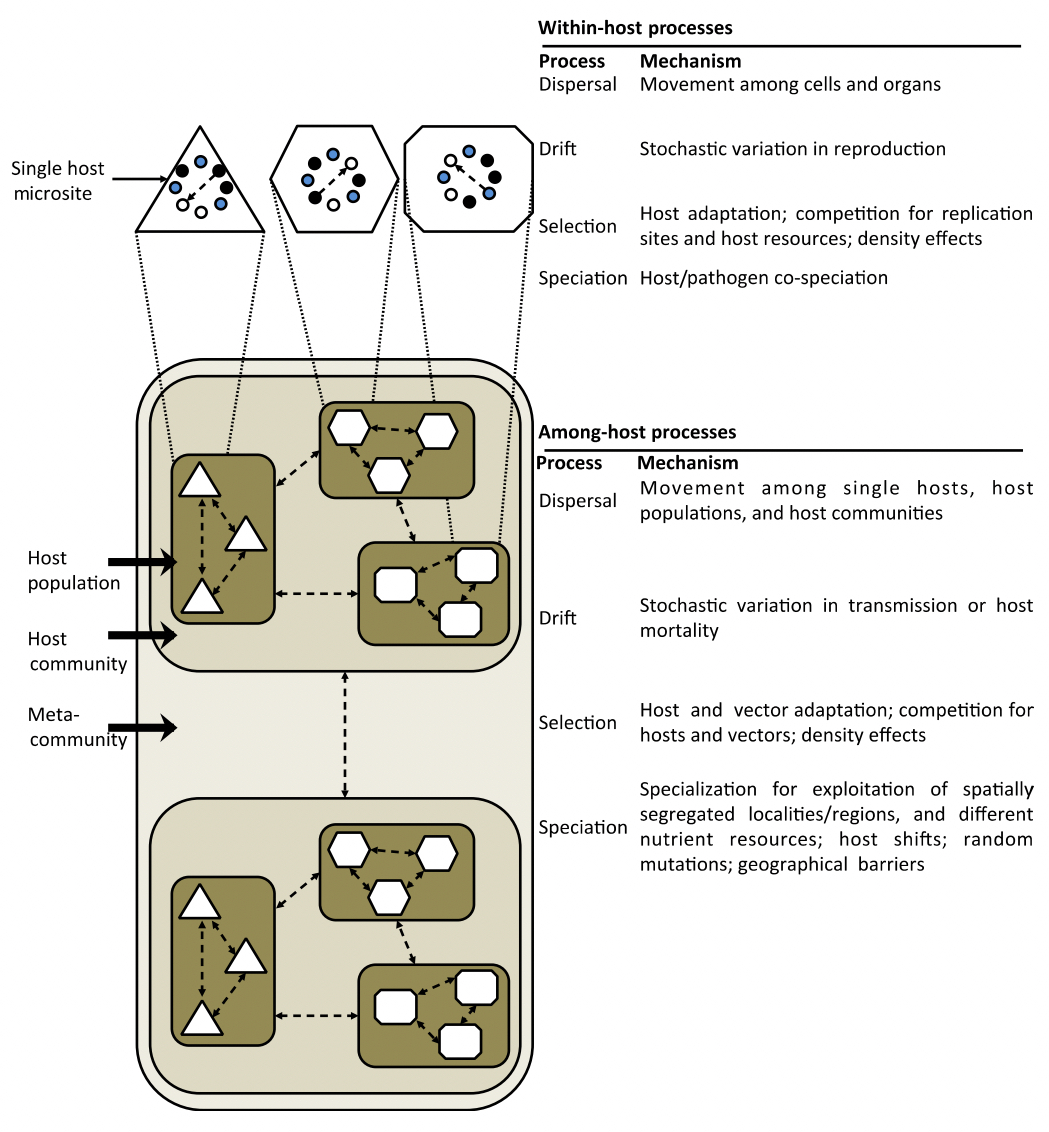 Within-host processes
Process Mechanism
Dispersal Movement among cells and organs
Single host
microsite
Drift Stochastic variation in reproduction
Selection Host adaptation; competition for replication
sites and host resources; density effects
Speciation Host/pathogen co-speciation
Among-host processes
Process Mechanism
Dispersal Movement among single hosts, host
populations, and host communities
Host
population
Drift Stochastic variation in transmission or host
mortality
Host
community
Meta-
community
Selection Host and vector adaptation; competition for
hosts and vectors; density effects
Speciation Specialization for exploitation of spatially
segregated localities/regions, and different
nutrient resources; host shifts; random
mutations; geographical barriers